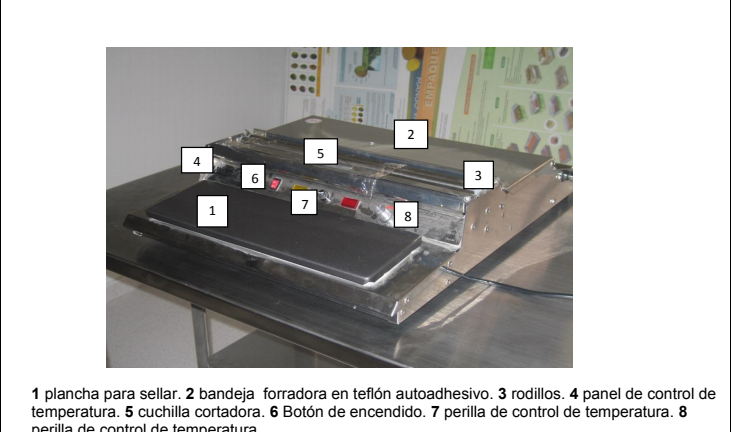 EMPAQUE
2
5
4
3
6
7
1
8
1 plancha para sellar. 2 bandeja forradora en teflón autoadhesivo. 3 rodillos. 4 panel de control de
temperatura. 5 cuchilla cortadora. 6 Botón de encendido. 7 perilla de control de temperatura. 8
perilla de control de temperatura